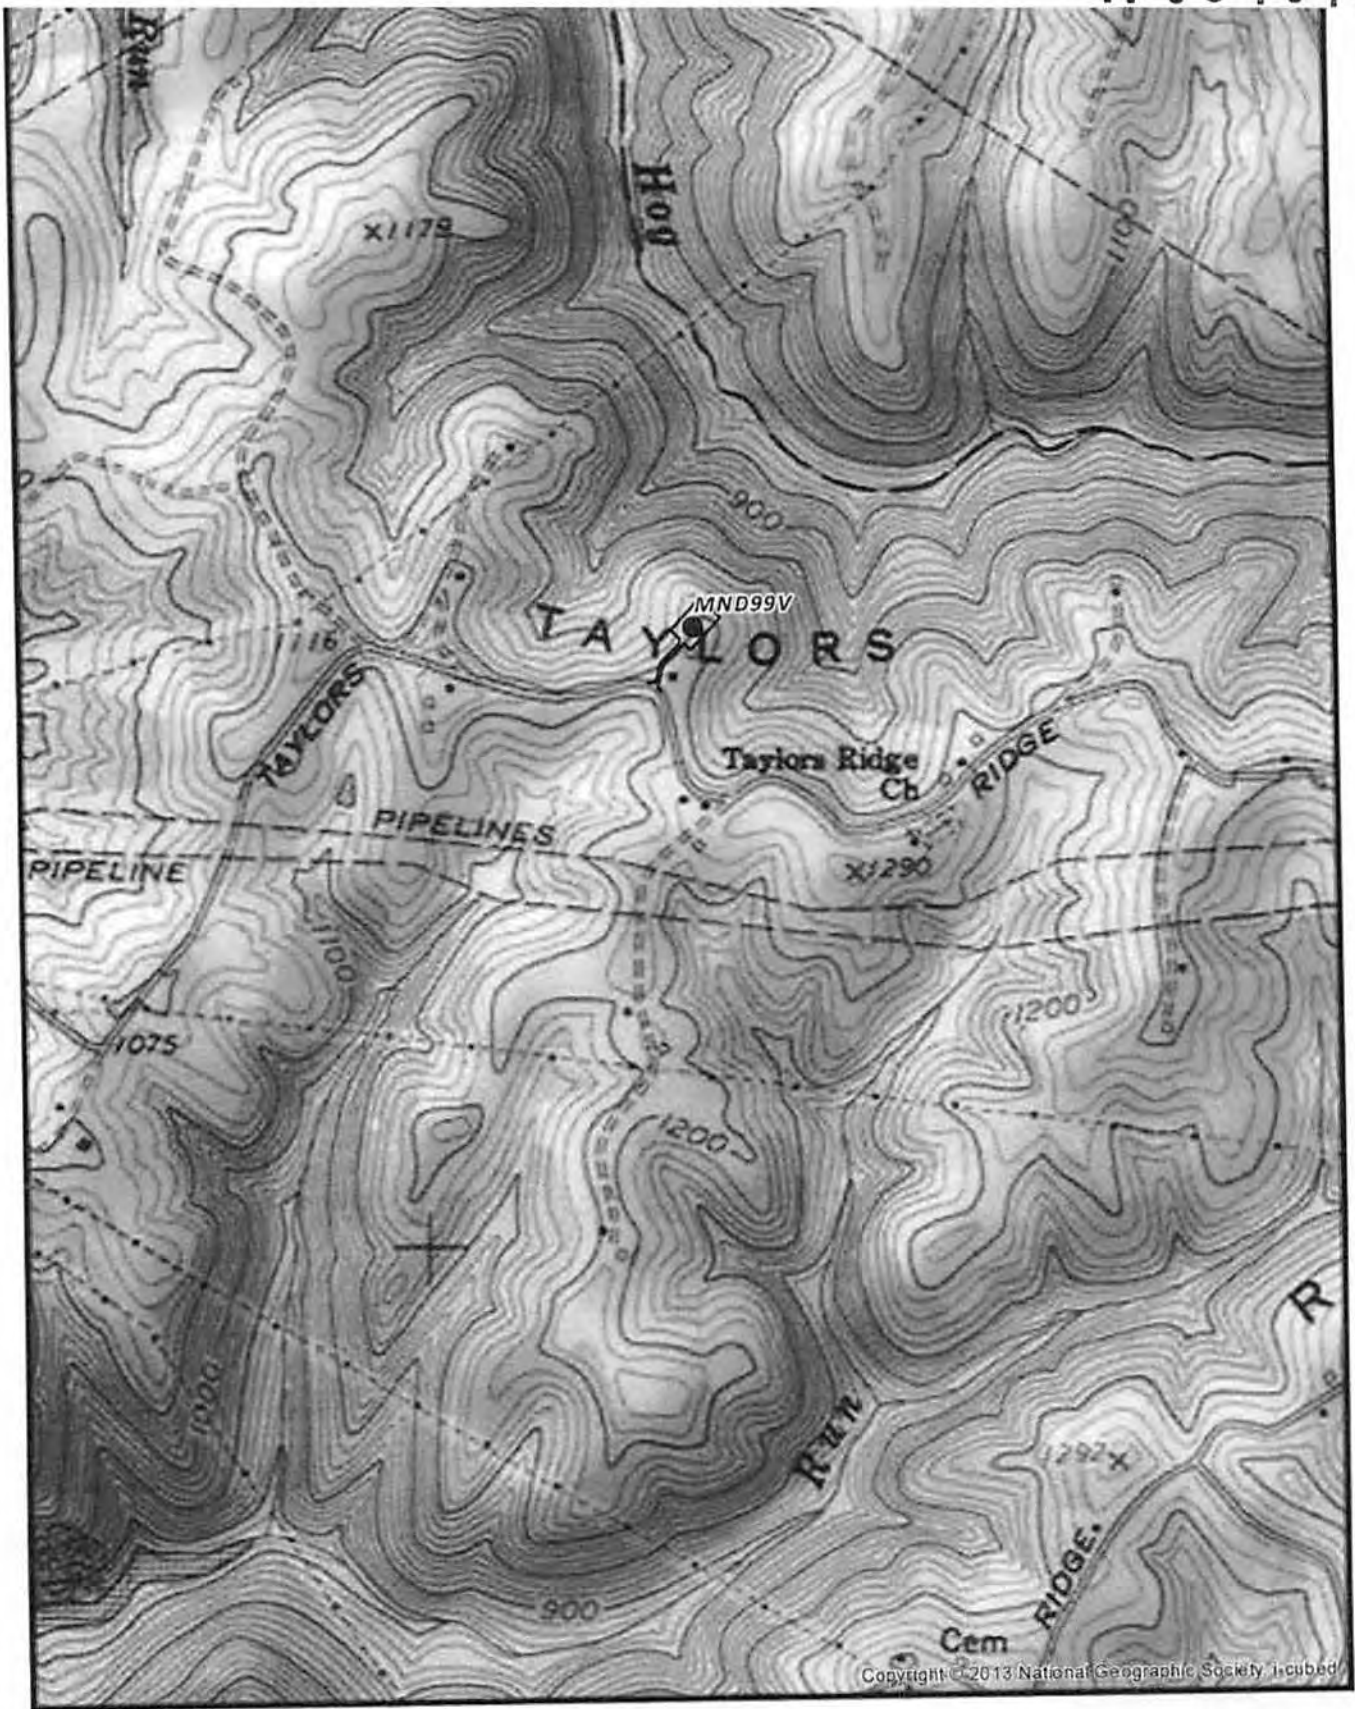 Run
Hog
X1179
1100
900
MND99V
TAYLORS
1116
TAYLORS
Taylors Ridge
Ch
RIDGE
PIPELINES
PIPELINE
X1290
1100
1200
1075
1200
R
1000
Run
1292X
RIDGE
900
Cem
Copyright © 2013 National Geographic Society, i-cubed